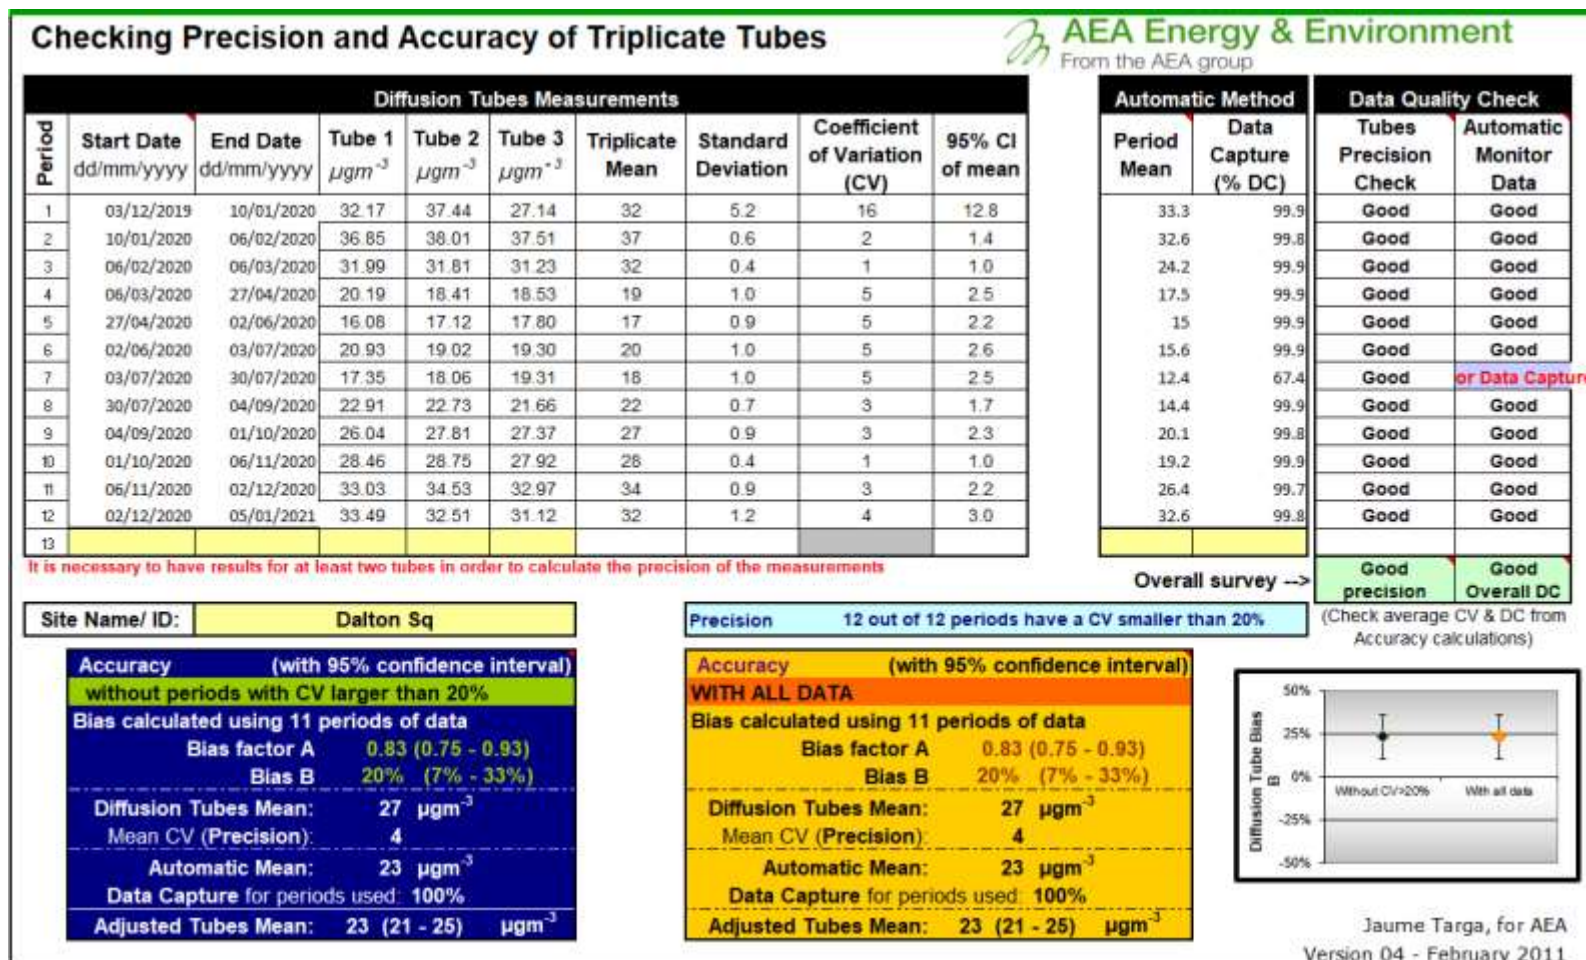 Checking Precision and Accuracy of Triplicate Tubes
AEA Energy & Environment
From the AEA group
Diffusion Tubes Measurements
Automatic Method
Data Quality Check
Period
Start Date dd/mm/yyyy
End Date dd/mm/yyyy
Tube 1 µgm-3
Tube 2 µgm-3
Tube 3 µgm-3
Triplicate Mean
Standard Deviation
Coefficient of Variation (CV)
95% CI of mean
Period Mean
Data Capture (% DC)
Tubes Precision Check
Automatic Monitor Data
1 03/12/2019 10/01/2020 32.17 37.44 27.14 32 5.2 16 12.8 33.3 99.9 Good Good
2 10/01/2020 06/02/2020 36.85 38.01 37.51 37 0.6 2 1.4 32.6 99.8 Good Good
3 06/02/2020 06/03/2020 31.99 31.81 31.23 32 0.4 1 1.0 24.2 99.9 Good Good
4 06/03/2020 27/04/2020 20.19 18.41 18.53 19 1.0 5 2.5 17.5 99.9 Good Good
5 27/04/2020 02/06/2020 16.08 17.12 17.80 17 0.9 5 2.2 15 99.9 Good Good
6 02/06/2020 03/07/2020 20.93 19.02 19.30 20 1.0 5 2.6 15.6 99.9 Good Good
7 03/07/2020 30/07/2020 17.35 18.06 19.31 18 1.0 5 2.5 12.4 67.4 Good or Data Capture
8 30/07/2020 04/09/2020 22.91 22.73 21.66 22 0.7 3 1.7 14.4 99.9 Good Good
9 04/09/2020 01/10/2020 26.04 27.81 27.37 27 0.9 3 2.3 20.1 99.8 Good Good
10 01/10/2020 06/11/2020 28.46 28.75 27.92 28 0.4 1 1.0 19.2 99.9 Good Good
11 06/11/2020 02/12/2020 33.03 34.53 32.97 34 0.9 3 2.2 26.4 99.7 Good Good
12 02/12/2020 05/01/2021 33.49 32.51 31.12 32 1.2 4 3.0 32.6 99.8 Good Good
13
It is necessary to have results for at least two tubes in order to calculate the precision of the measurements
Overall survey -->
Good precision
Good Overall DC
(Check average CV & DC from
Accuracy calculations)
Site Name/ ID: Dalton Sq
Precision 12 out of 12 periods have a CV smaller than 20%
Accuracy (with 95% confidence interval)
without periods with CV larger than 20%
Bias calculated using 11 periods of data
Bias factor A 0.83 (0.75 - 0.93)
Bias B 20% (7% - 33%)
Diffusion Tubes Mean: 27 µgm-3
Mean CV (Precision): 4
Automatic Mean: 23 µgm-3
Data Capture for periods used: 100%
Adjusted Tubes Mean: 23 (21 - 25) µgm-3
Accuracy (with 95% confidence interval)
WITH ALL DATA
Bias calculated using 11 periods of data
Bias factor A 0.83 (0.75 - 0.93)
Bias B 20% (7% - 33%)
Diffusion Tubes Mean: 27 µgm-3
Mean CV (Precision): 4
Automatic Mean: 23 µgm-3
Data Capture for periods used: 100%
Adjusted Tubes Mean: 23 (21 - 25) µgm-3
Diffusion Tube Bias B
50%
25%
0%
-25%
-50%
Without CV>20%
With all data
Jaume Targa, for AEA
Version 04 - February 2011